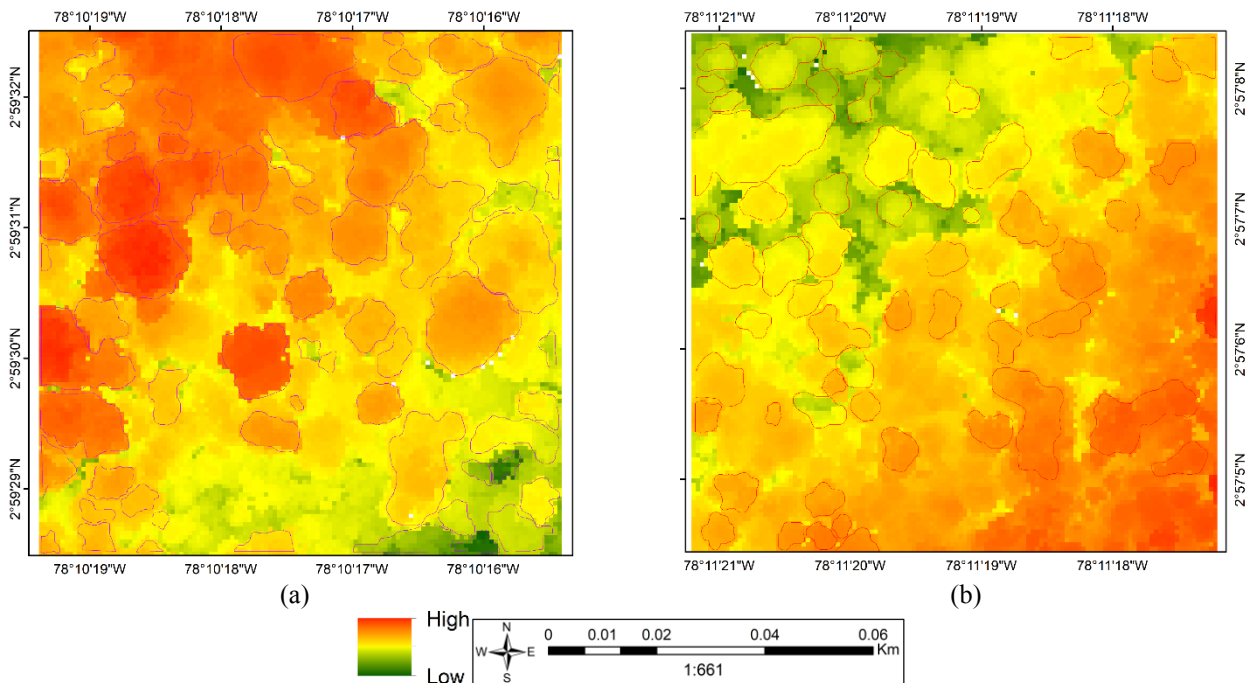 78°10'19"W 78°10'18"W 78°10'17"W 78°10'16"W
78°11'21"W 78°11'20"W 78°11'19"W 78°11'18"W
2°59'32"N
2°59'31"N
2°59'30"N
2°59'29"N
2°57'8"N
2°57'7"N
2°57'6"N
2°57'5"N
78°10'19"W 78°10'18"W 78°10'17"W 78°10'16"W
78°11'21"W 78°11'20"W 78°11'19"W 78°11'18"W
(a)
(b)
High
Low
N
W E
S
0 0.01 0.02 0.04 0.06
Km
1:661